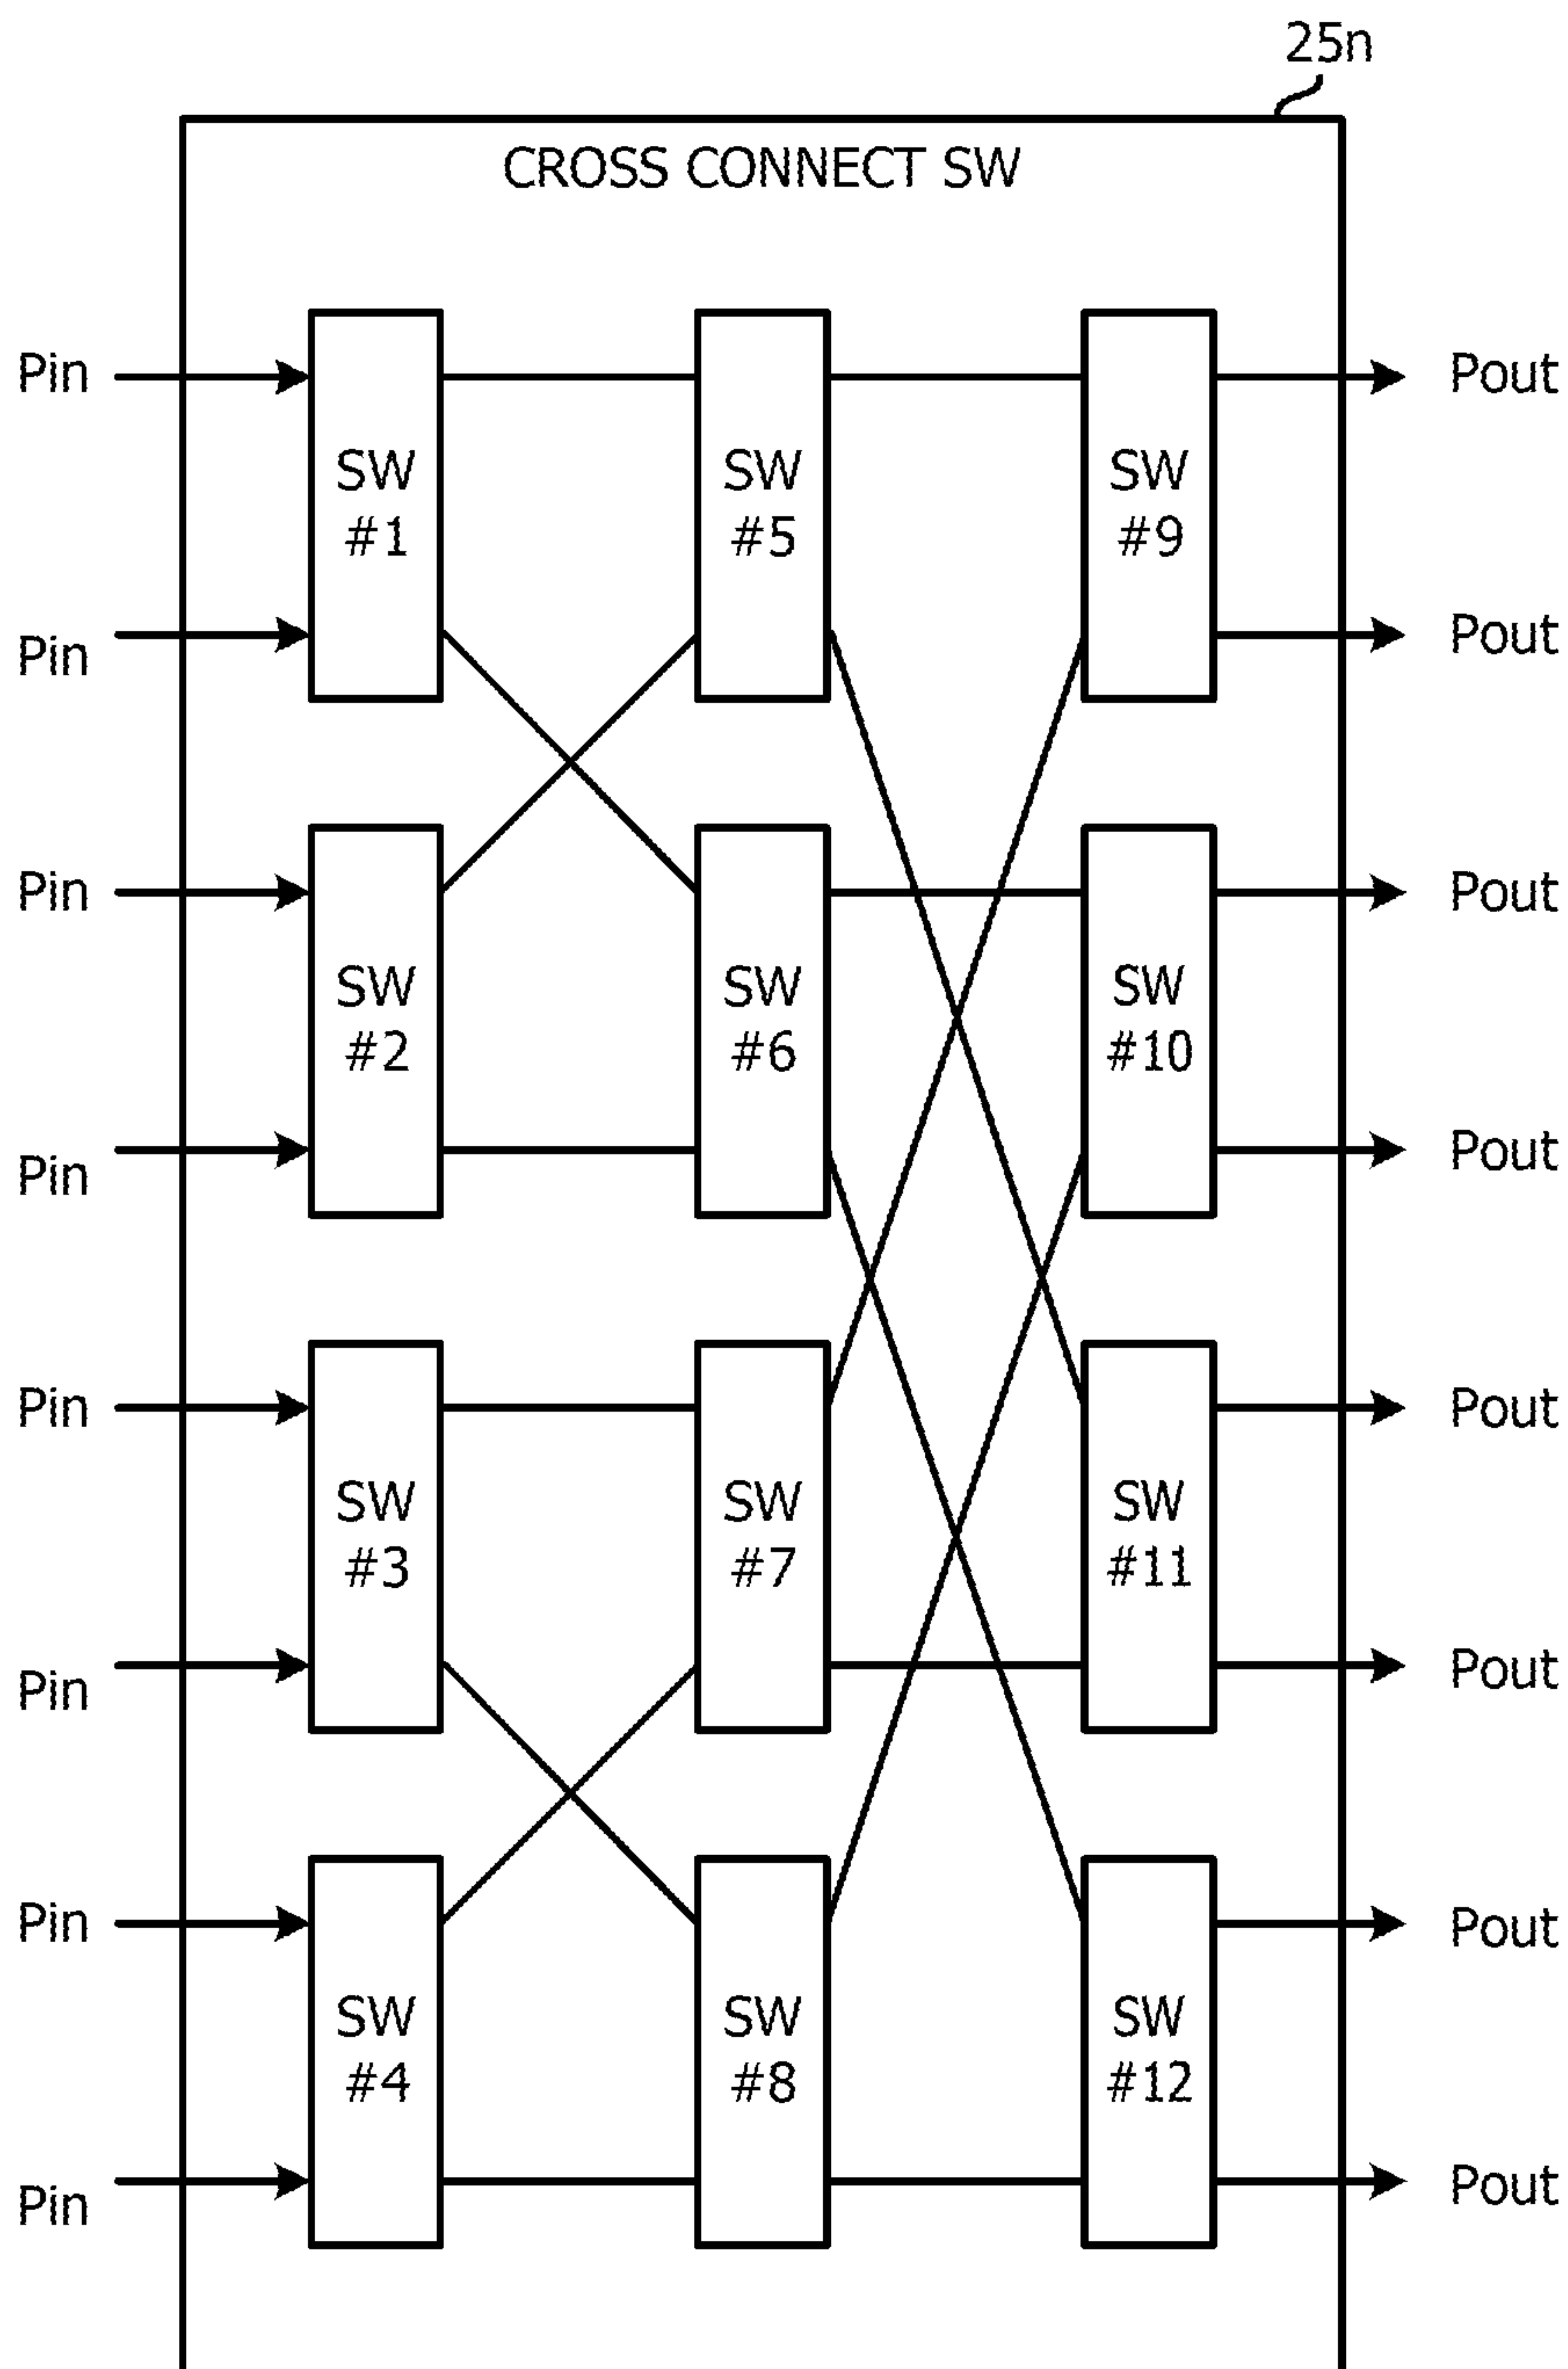 25n
CROSS CONNECT SW
Pin
Pout
SW
#1
SW
#5
SW
#9
Pin
Pout
Pin
Pout
SW
#2
SW
#6
SW
#10
Pin
Pout
Pin
Pout
SW
#3
SW
#7
SW
#11
Pin
Pout
Pin
Pout
SW
#4
SW
#8
SW
#12
Pin
Pout